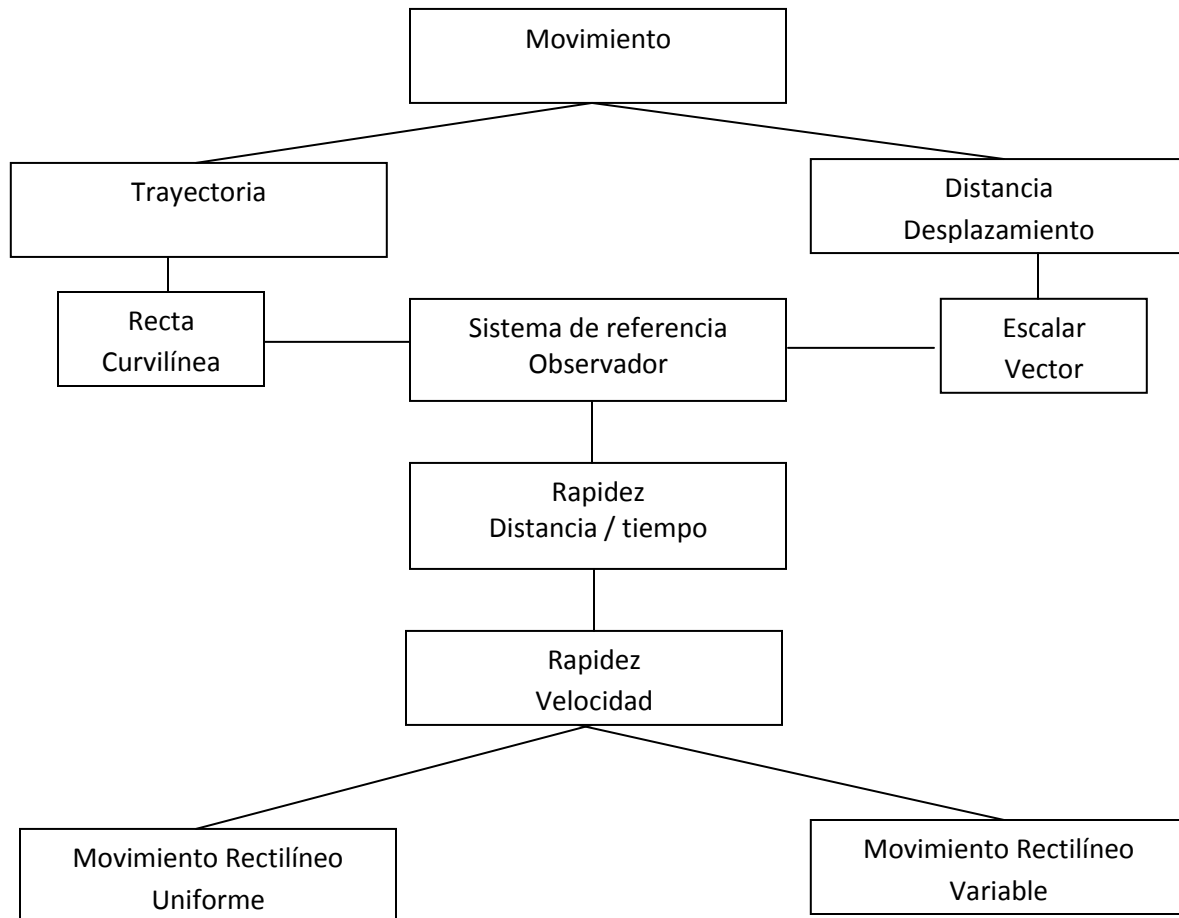 Movimiento
Trayectoria
Distancia
Desplazamiento
Recta
Curvilínea
Sistema de referencia
Observador
Escalar
Vector
Rapidez
Distancia / tiempo
Rapidez
Velocidad
Movimiento Rectilíneo
Uniforme
Movimiento Rectilíneo
Variable